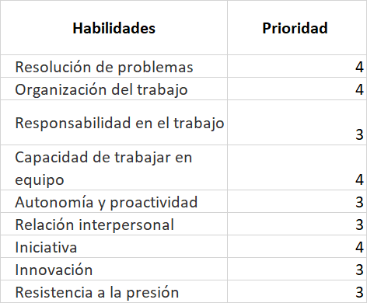 Habilidades Prioridad
Resolución de problemas 4
Organización del trabajo 4
Responsabilidad en el trabajo 3
Capacidad de trabajar en
equipo 4
Autonomía y proactividad 3
Relación interpersonal 3
Iniciativa 4
Innovación 3
Resistencia a la presión 3